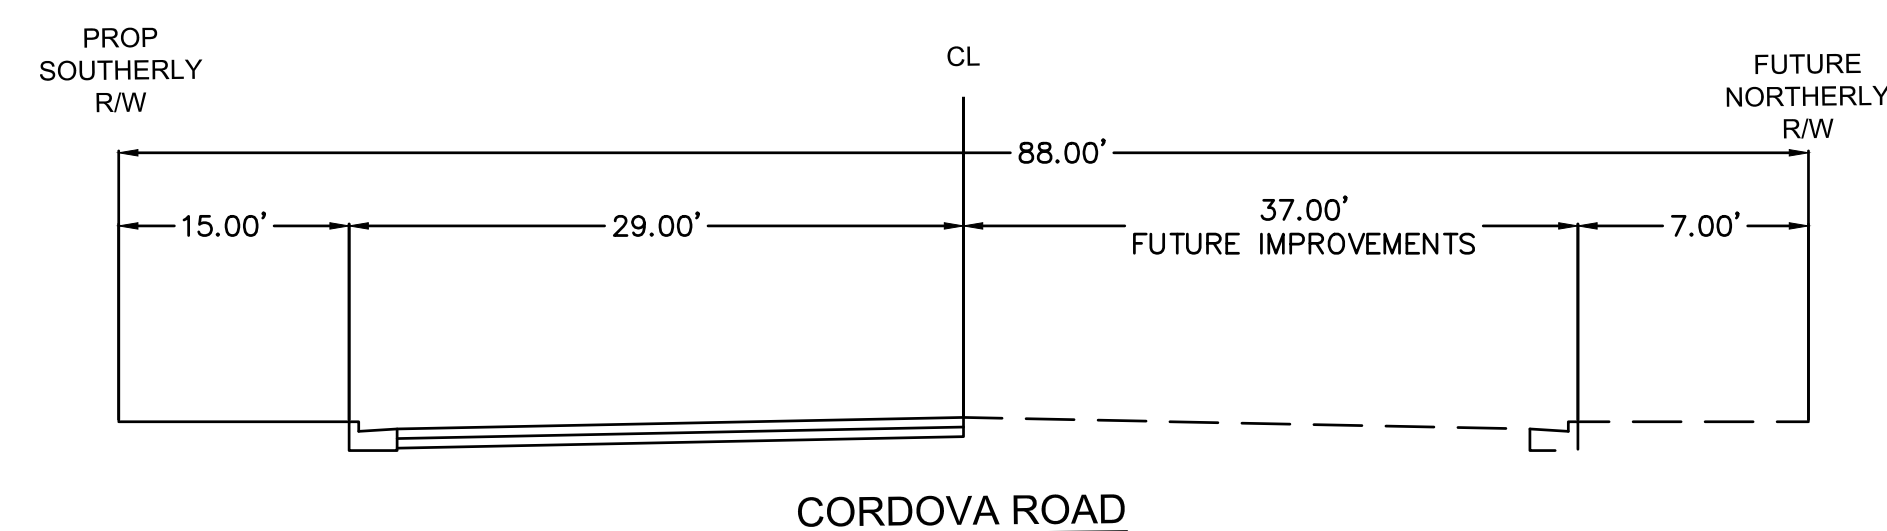 PROP
SOUTHERLY
R/W
CL
FUTURE
NORTHERLY
R/W
88.00'
15.00'
29.00'
37.00'
FUTURE IMPROVEMENTS
7.00'
CORDOVA ROAD